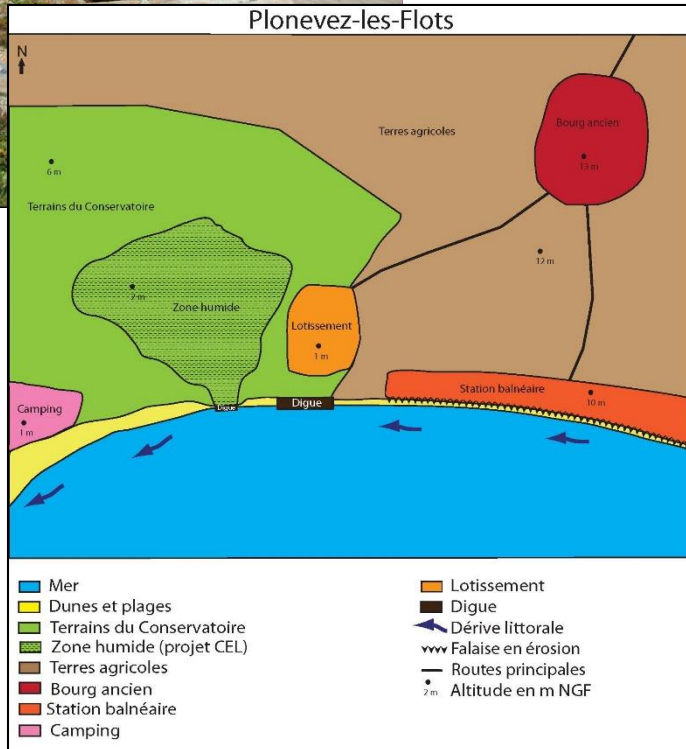 Plonevez-les-Flots
N
Terres agricoles
Bourg ancien
13 m
6 m
Terrains du Conservatoire
12 m
2 m
Zone humide
Lotissement
1 m
Station balnéaire
10 m
Camping
1 m
Digue
Digue
Mer
Dunes et plages
Terrains du Conservatoire
Zone humide (projet CEL)
Terres agricoles
Bourg ancien
Station balnéaire
Camping
Lotissement
Digue
Dérive littorale
Falaise en érosion
Routes principales
2 m
Altitude en m NGF